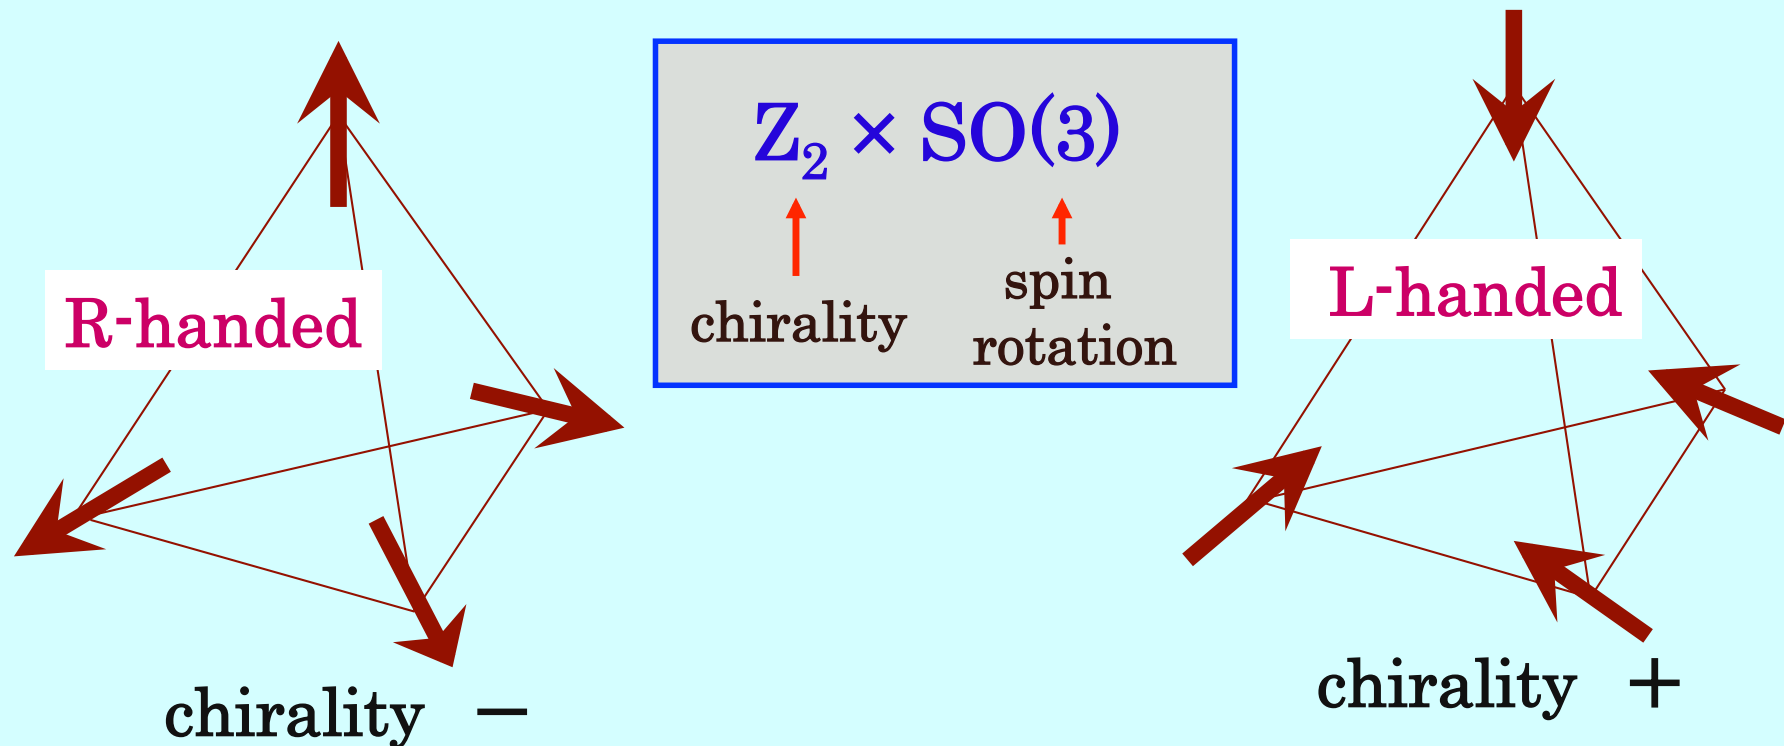 Z₂ × SO(3)
chirality
spin
rotation
R-handed
L-handed
chirality −
chirality +